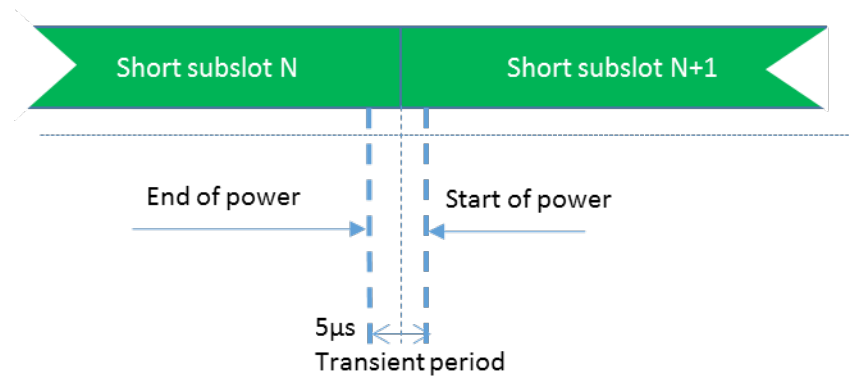 Short subslot N
Short subslot N+1
End of power
Start of power
5µs
Transient period